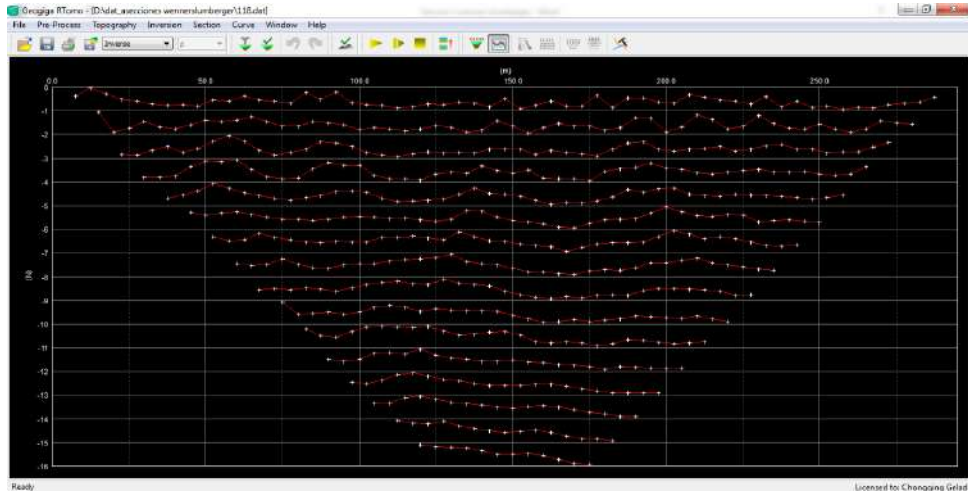 Geogiga RTomo - [D:\dat_asecciones wennerslumberger\118.dat]
File Pre-Process Topography Inversion Section Curve Window Help
Inverse
(m)
0.0 50.0 100.0 150.0 200.0 250.0
0
-1
-2
-3
-4
-5
-6
-7
-8
-9
-10
-11
-12
-13
-14
-15
-16
(N)
Ready
Licensed to: Chongqing Gelad